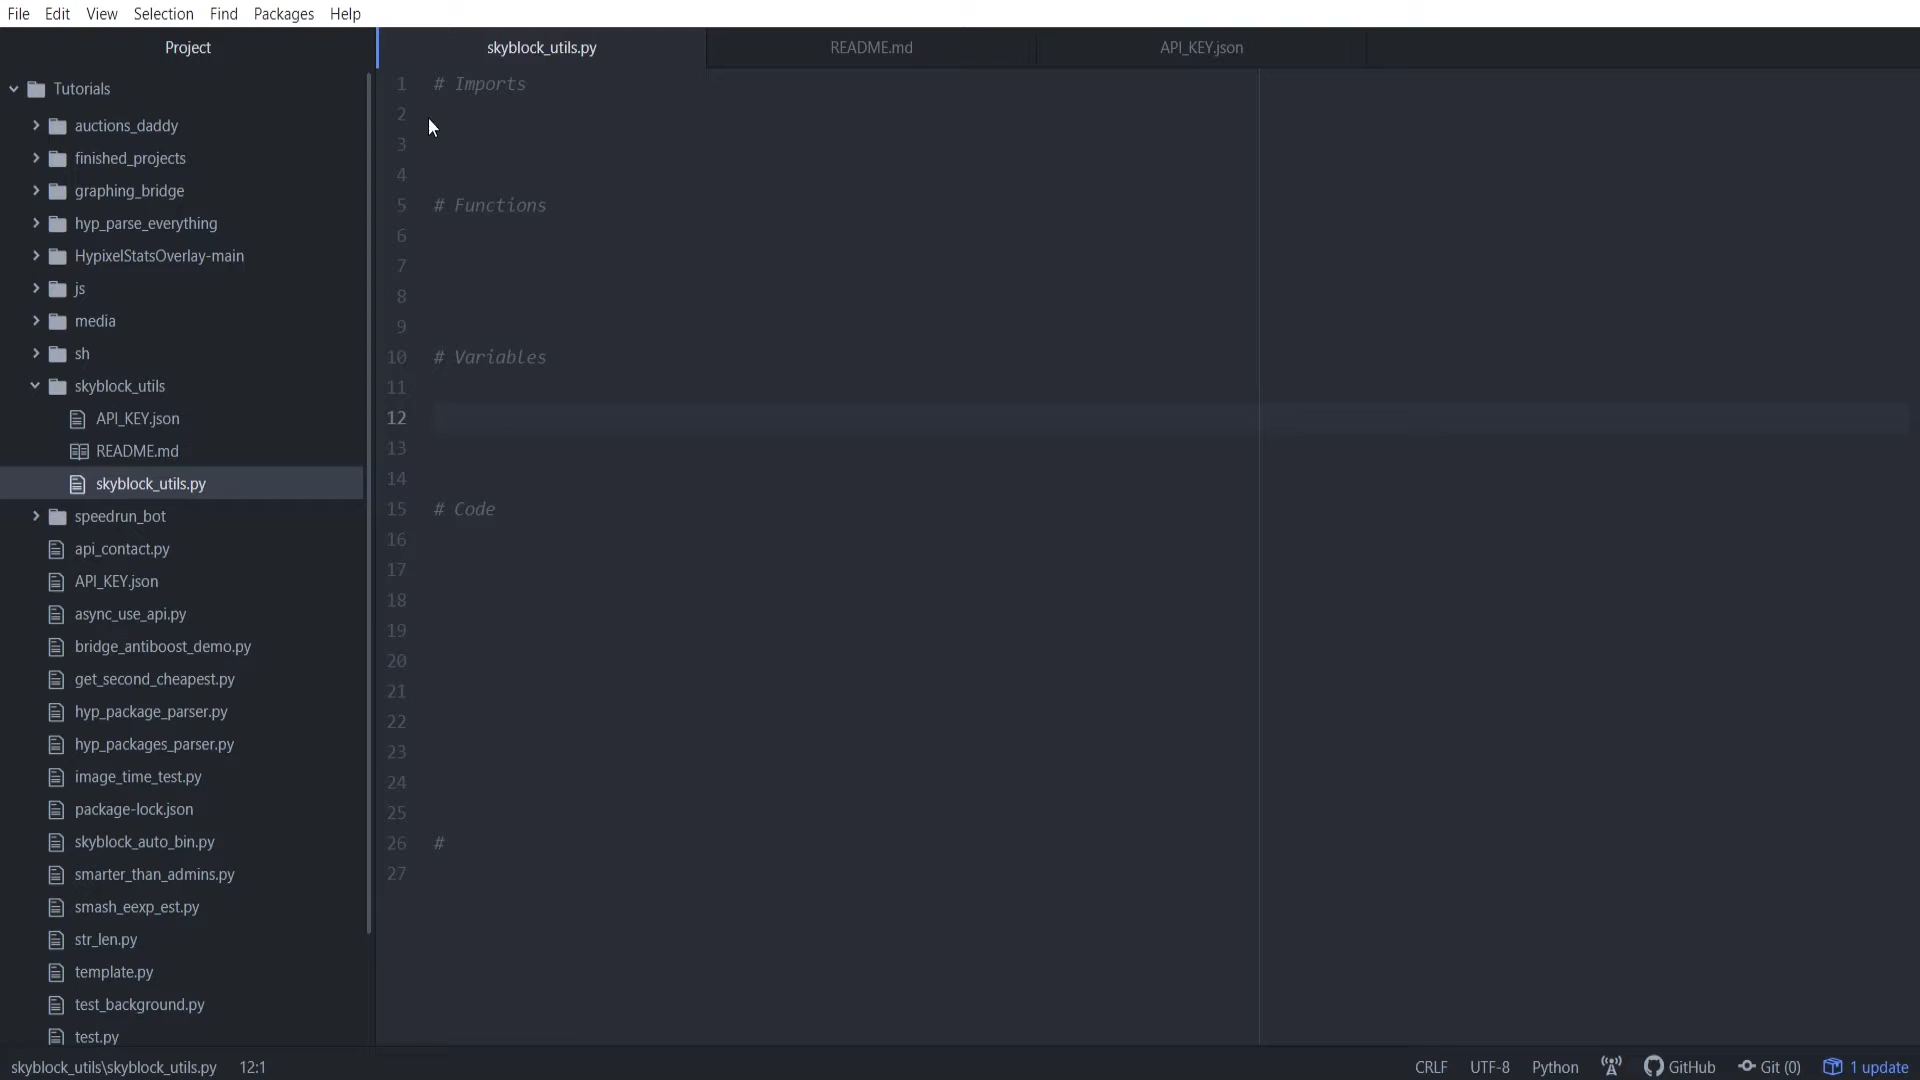 File Edit View Selection Find Packages Help
Project
skyblock_utils.py
README.md
API_KEY.json
Tutorials
auctions_daddy
finished_projects
graphing_bridge
hyp_parse_everything
HypixelStatsOverlay-main
js
media
sh
skyblock_utils
API_KEY.json
README.md
skyblock_utils.py
speedrun_bot
api_contact.py
API_KEY.json
async_use_api.py
bridge_antiboost_demo.py
get_second_cheapest.py
hyp_package_parser.py
hyp_packages_parser.py
image_time_test.py
package-lock.json
skyblock_auto_bin.py
smarter_than_admins.py
smash_eexp_est.py
str_len.py
template.py
test_background.py
test.py
1 # Imports
2
3
4
5 # Functions
6
7
8
9
10 # Variables
11
12
13
14
15 # Code
16
17
18
19
20
21
22
23
24
25
26 #
27
skyblock_utils\skyblock_utils.py 12:1 CRLF UTF-8 Python GitHub Git (0) 1 update